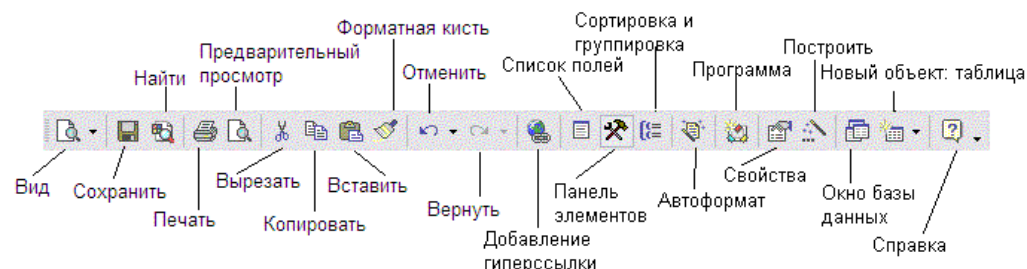 Сортировка и
группировка
Форматная кисть
Построить
Предварительный
просмотр
Список полей
Найти
Отменить
Программа
Новый объект: таблица
Вид
Сохранить
Вырезать
Вставить
Панель
элементов
Свойства
Автоформат
Окно базы
данных
Печать
Копировать
Вернуть
Добавление
гиперссылки
Справка